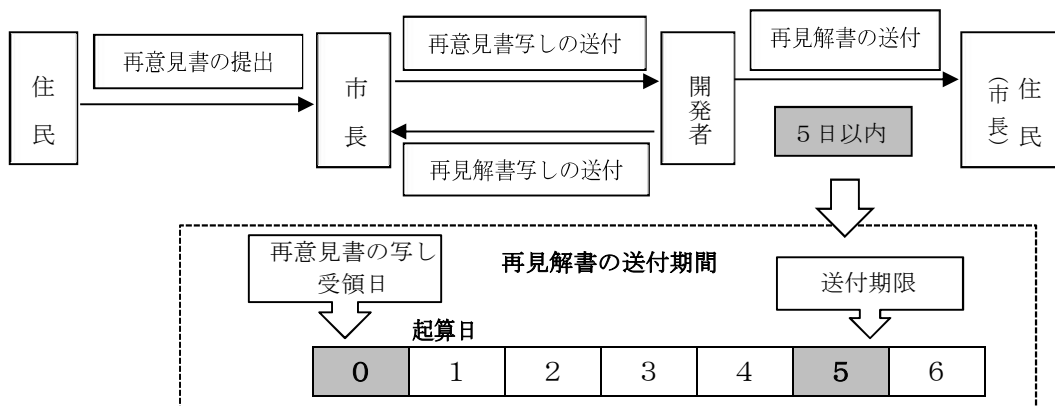 住民
再意見書の提出
市長
再意見書写しの送付
再見解書写しの送付
開発者
再見解書の送付
５日以内
住民
（市長）
再意見書の写し
受領日
再見解書の送付期間
送付期限
起算日
０ １ ２ ３ ４ ５ ６